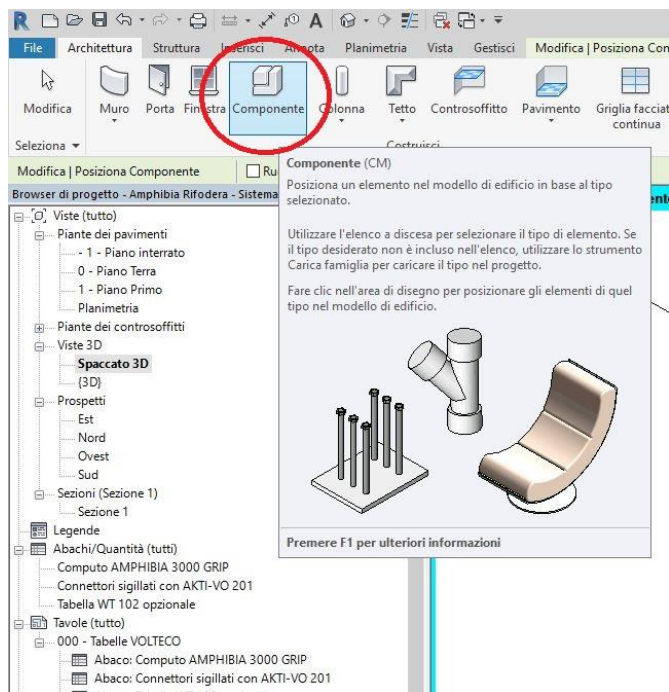 File Architettura Struttura Inserisci Annota Planimetria Vista Gestisci Modifica | Posiziona Con
Modifica Muro Porta Finestra Componente Colonna Tetto Controsoffitto Pavimento Griglia facciat
continua
Seleziona Costruisci
Modifica | Posiziona Componente Ru
Browser di progetto - Amphibia Rifodera - Sistema
Componente (CM)
Posiziona un elemento nel modello di edificio in base al tipo
selezionato.
Utilizzare l'elenco a discesa per selezionare il tipo di elemento. Se
il tipo desiderato non è incluso nell'elenco, utilizzare lo strumento
Carica famiglia per caricare il tipo nel progetto.
Fare clic nell'area di disegno per posizionare gli elementi di quel
tipo nel modello di edificio.
Premere F1 per ulteriori informazioni
Viste (tutto)
Piante dei pavimenti
- 1 - Piano interrato
0 - Piano Terra
1 - Piano Primo
Planimetria
Piante dei controsoffitti
Viste 3D
Spaccato 3D
{3D}
Prospetti
Est
Nord
Ovest
Sud
Sezioni (Sezione 1)
Sezione 1
Legende
Abachi/Quantità (tutti)
Computo AMPHIBIA 3000 GRIP
Connettori sigillati con AKTI-VO 201
Tabella WT 102 opzionale
Tavole (tutto)
000 - Tabelle VOLTECO
Abaco: Computo AMPHIBIA 3000 GRIP
Abaco: Connettori sigillati con AKTI-VO 201